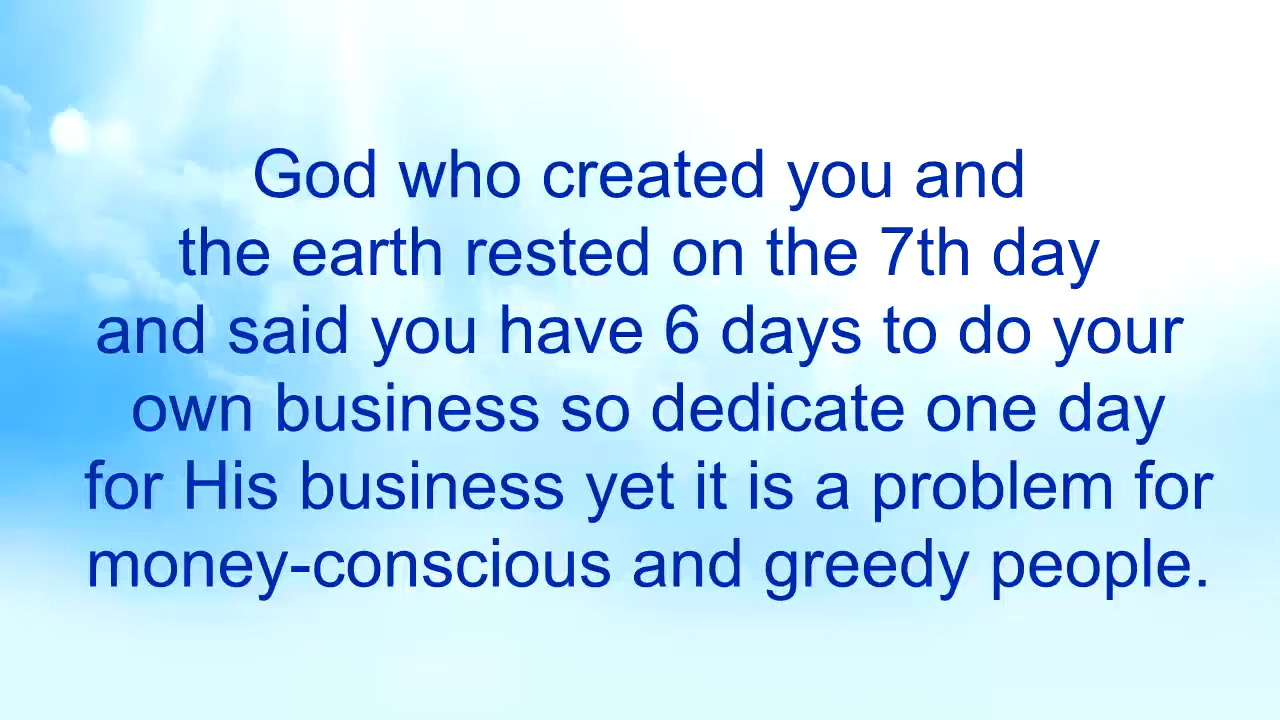 God who created you and
the earth rested on the 7th day
and said you have 6 days to do your
own business so dedicate one day
for His business yet it is a problem for
money-conscious and greedy people.